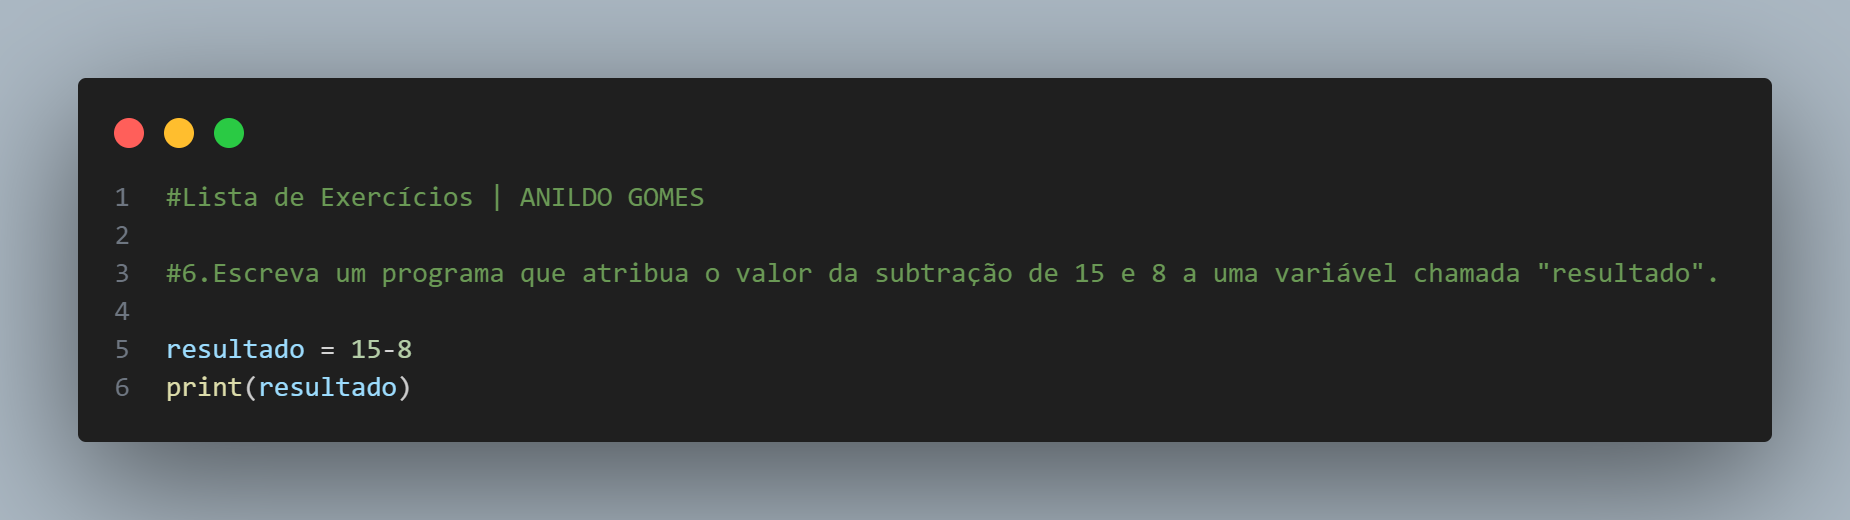 1 #Lista de Exercícios | ANILDO GOMES
2
3 #6.Escreva um programa que atribua o valor da subtração de 15 e 8 a uma variável chamada "resultado".
4
5 resultado = 15-8
6 print(resultado)